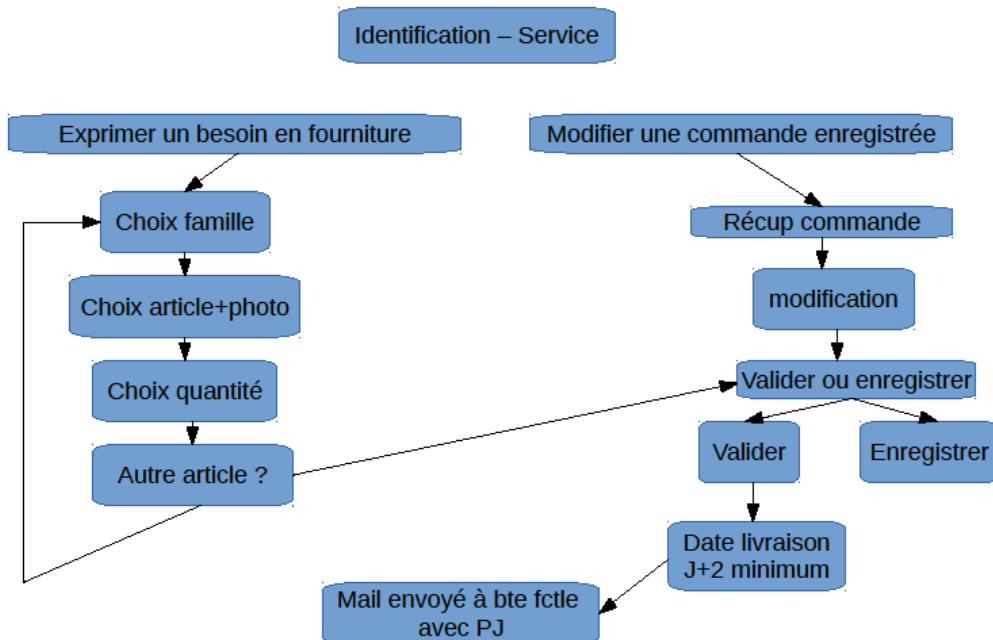 Identification – Service
Exprimer un besoin en fourniture
Modifier une commande enregistrée
Choix famille
Récup commande
Choix article+photo
modification
Choix quantité
Valider ou enregistrer
Autre article ?
Valider
Enregistrer
Date livraison
J+2 minimum
Mail envoyé à bte fctle
avec PJ